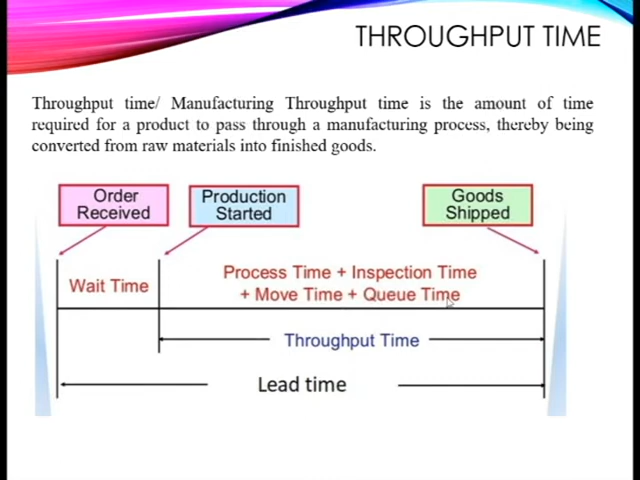 THROUGHPUT TIME
Throughput time/ Manufacturing Throughput time is the amount of time
required for a product to pass through a manufacturing process, thereby being
converted from raw materials into finished goods.
Order
Received
Production
Started
Goods
Shipped
Wait Time
Process Time + Inspection Time
+ Move Time + Queue Time
Throughput Time
Lead time